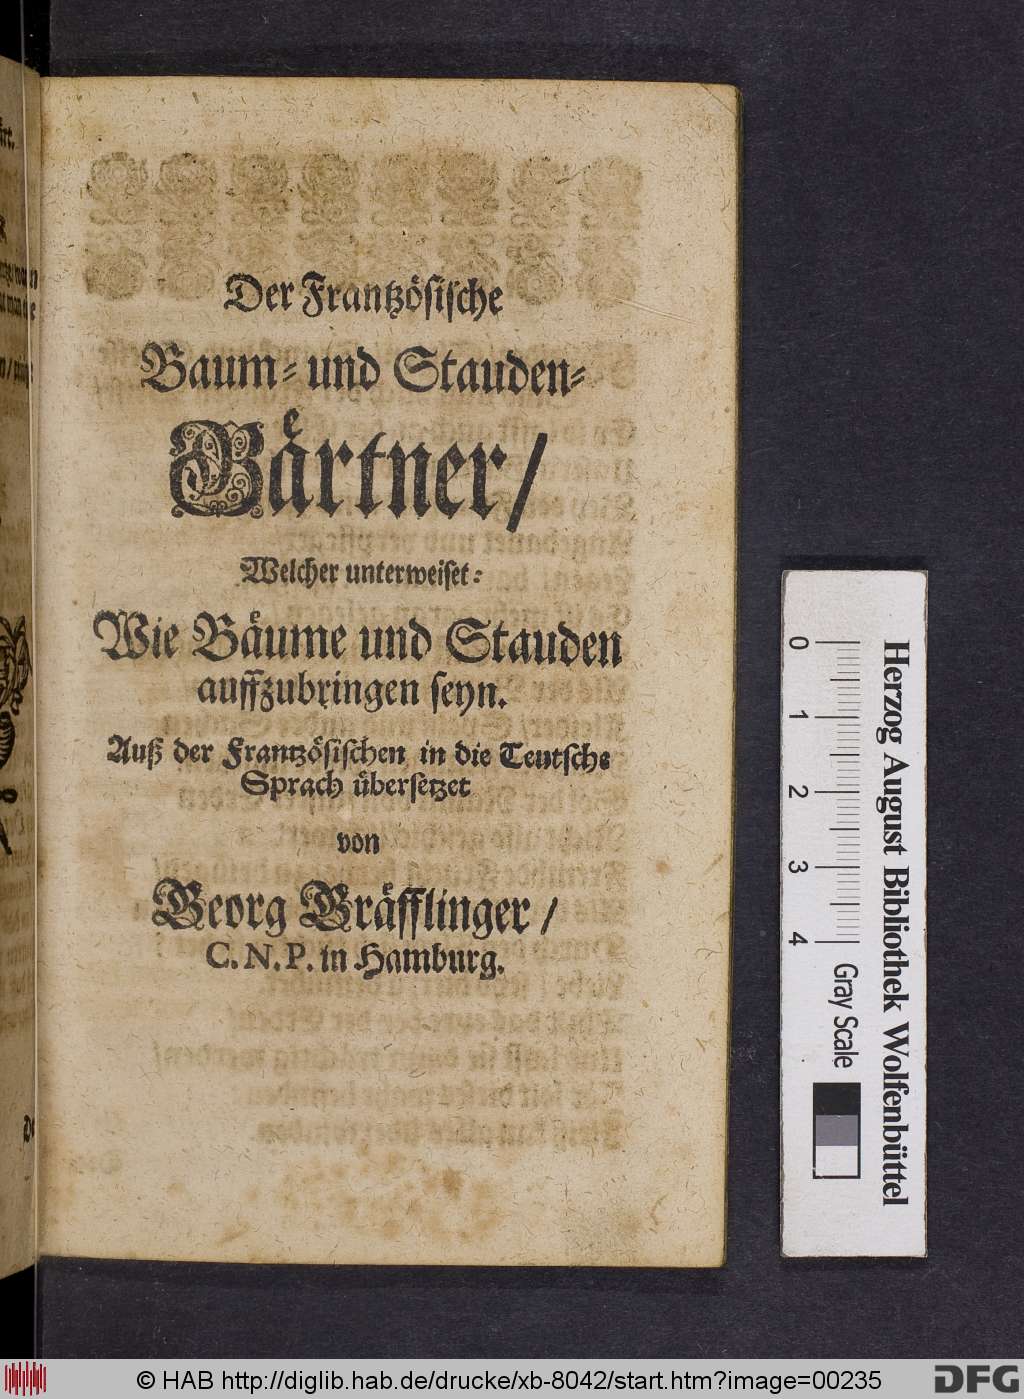 Der Frantzösische
Baum- und Stauden-
Gaͤrtner/
Welcher unterweiset:
Wie Bäume und Stauden
auffzubringen seyn.
Auß der Frantzösischen in die Teutsche
Sprach übersetzet
von
Georg Gräfflinger/
C. N. P. in Hamburg.
0 1 2 3 4
Gray Scale
Herzog August Bibliothek Wolfenbüttel
© HAB http://diglib.hab.de/drucke/xb-8042/start.htm?image=00235
DFG